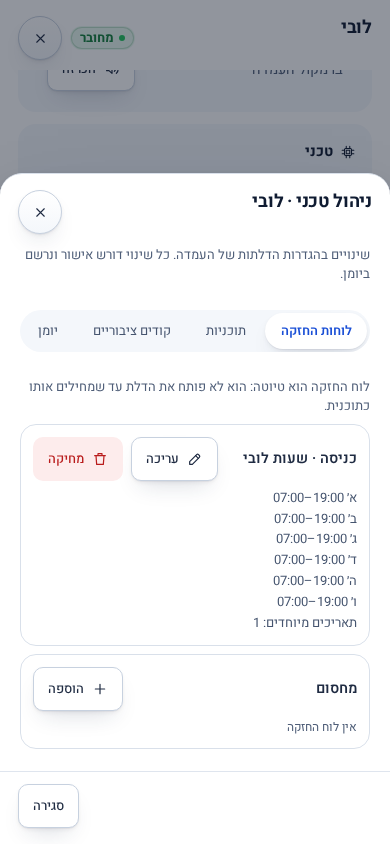 לובי
מחובר
טכני
ניהול טכני · לובי
שינויים בהגדרות הדלתות של העמדה. כל שינוי דורש אישור ונרשם
ביומן.
לוחות החזקה
תוכניות
קודים ציבוריים
יומן
לוח החזקה הוא טיוטה: הוא לא פותח את הדלת עד שמחילים אותו
כתוכנית.
כניסה · שעות לובי
עריכה
מחיקה
א׳ 07:00–19:00
ב׳ 07:00–19:00
ג׳ 07:00–19:00
ד׳ 07:00–19:00
ה׳ 07:00–19:00
ו׳ 07:00–19:00
תאריכים מיוחדים: 1
מחסום
הוספה
אין לוח החזקה
סגירה